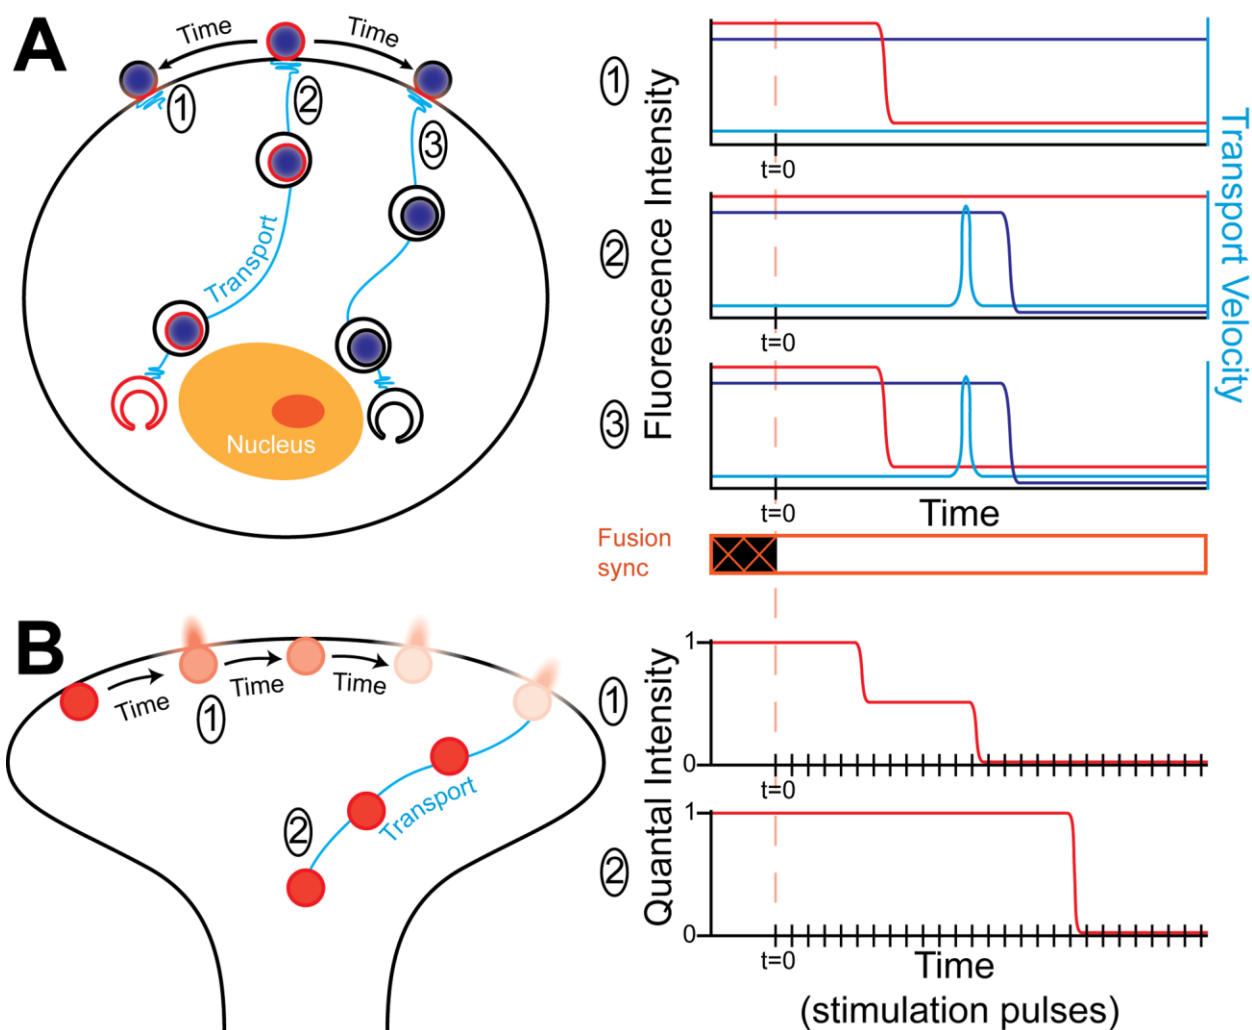 A
Time
Time
1
2
3
Transport
Nucleus
1
2
3
Fluorescence Intensity
Transport Velocity
t=0
t=0
t=0
Time
Fusion
sync
B
Time
Time
Time
1
2
Transport
1
2
Quantal Intensity
1
0
t=0
1
0
t=0
Time
(stimulation pulses)